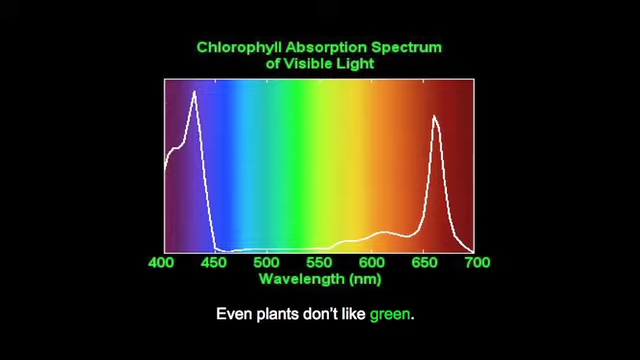 Chlorophyll Absorption Spectrum
of Visible Light
400 450 500 550 600 650 700
Wavelength (nm)
Even plants don't like green.